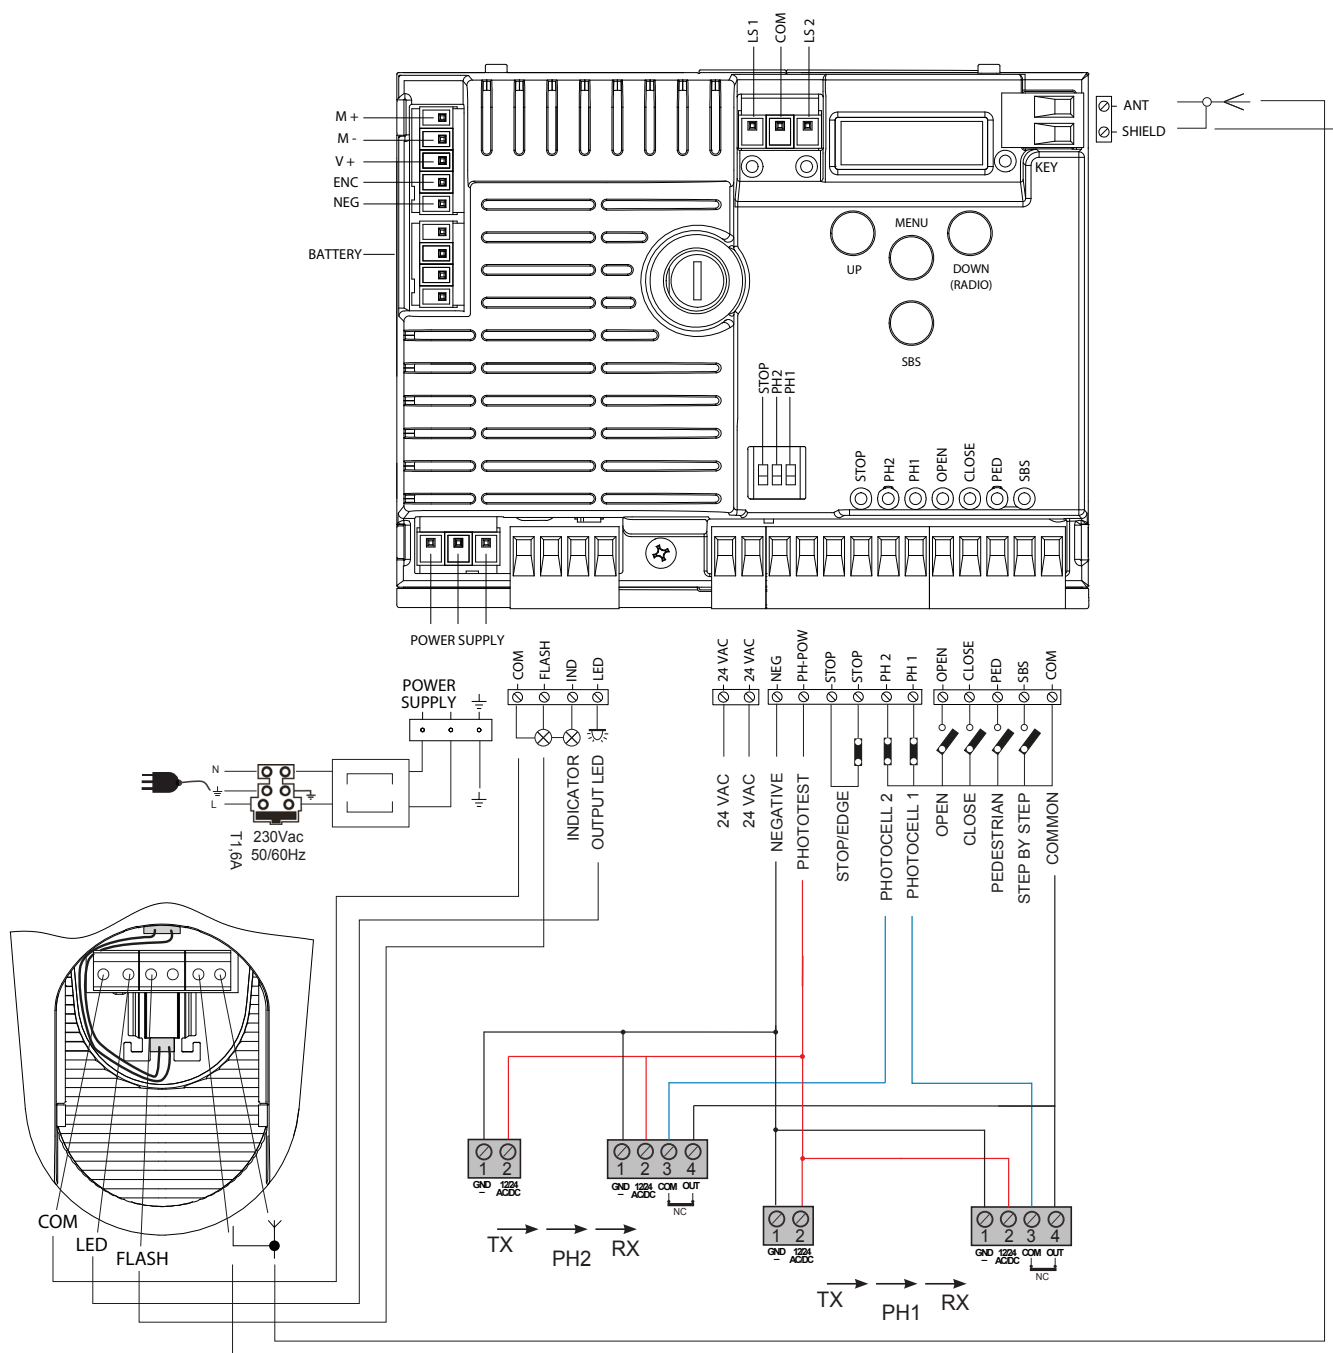 LS 1
COM
LS 2
M +
M -
V +
ENC
NEG
BATTERY
ANT
SHIELD
KEY
MENU
UP
DOWN
(RADIO)
SBS
STOP
PH2
PH1
STOP
PH2
PH1
OPEN
CLOSE
PED
SBS
POWER SUPPLY
COM
FLASH
IND
LED
24 VAC
24 VAC
NEG
PH-POW
STOP
STOP
PH 2
PH 1
OPEN
CLOSE
PED
SBS
COM
POWER
SUPPLY
N
L
T1,6A
230Vac
50/60Hz
INDICATOR
OUTPUT LED
24 VAC
24 VAC
NEGATIVE
PHOTOTEST
STOP/EDGE
PHOTOCELL 2
PHOTOCELL 1
OPEN
CLOSE
PEDESTRIAN
STEP BY STEP
COMMON
COM
LED
FLASH
1 2
GND 12/24
– AC/DC
1 2 3 4
GND 12/24 COM OUT
– AC/DC
NC
TX PH2 RX
1 2
GND 12/24
– AC/DC
1 2 3 4
GND 12/24 COM OUT
– AC/DC
NC
TX PH1 RX